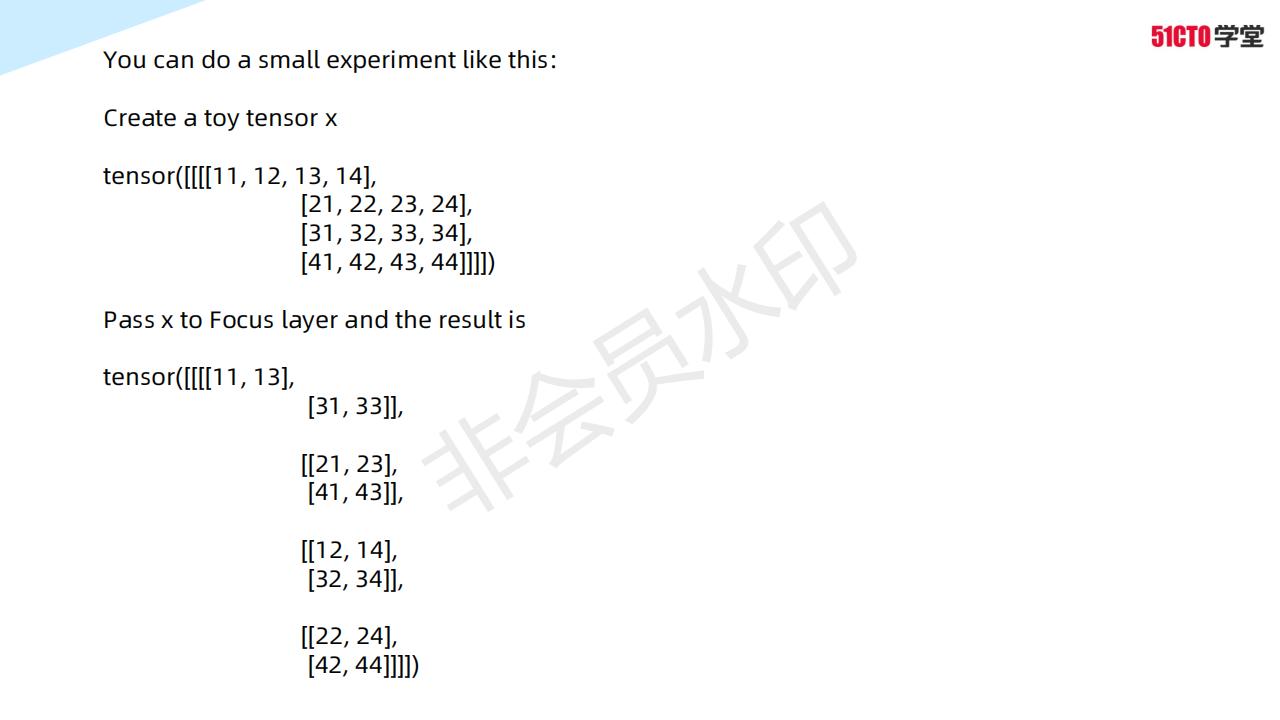 51CTO学堂
You can do a small experiment like this:
Create a toy tensor x
tensor([[[[11, 12, 13, 14],
[21, 22, 23, 24],
[31, 32, 33, 34],
[41, 42, 43, 44]]]])
Pass x to Focus layer and the result is
tensor([[[[11, 13],
[31, 33]],
[[21, 23],
[41, 43]],
[[12, 14],
[32, 34]],
[[22, 24],
[42, 44]]]])
非会员水印